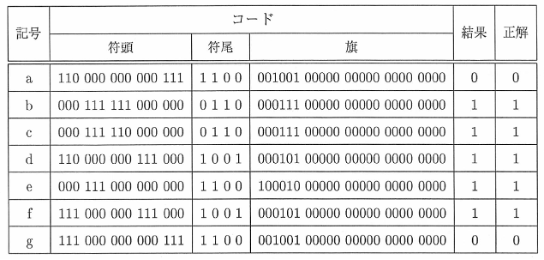 記号 コード 結果 正解
符頭 符尾 旗
a 110 000 000 000 111 1 1 0 0 001001 00000 00000 0000 0000 0 0
b 000 111 111 000 000 0 1 1 0 000111 00000 00000 0000 0000 1 1
c 000 111 110 000 000 0 1 1 0 000111 00000 00000 0000 0000 1 1
d 110 000 000 111 000 1 0 0 1 000101 00000 00000 0000 0000 1 1
e 000 111 000 000 000 1 1 0 0 100010 00000 00000 0000 0000 1 1
f 111 000 000 111 000 1 0 0 1 000101 00000 00000 0000 0000 1 1
g 111 000 000 000 111 1 1 0 0 001001 00000 00000 0000 0000 0 0